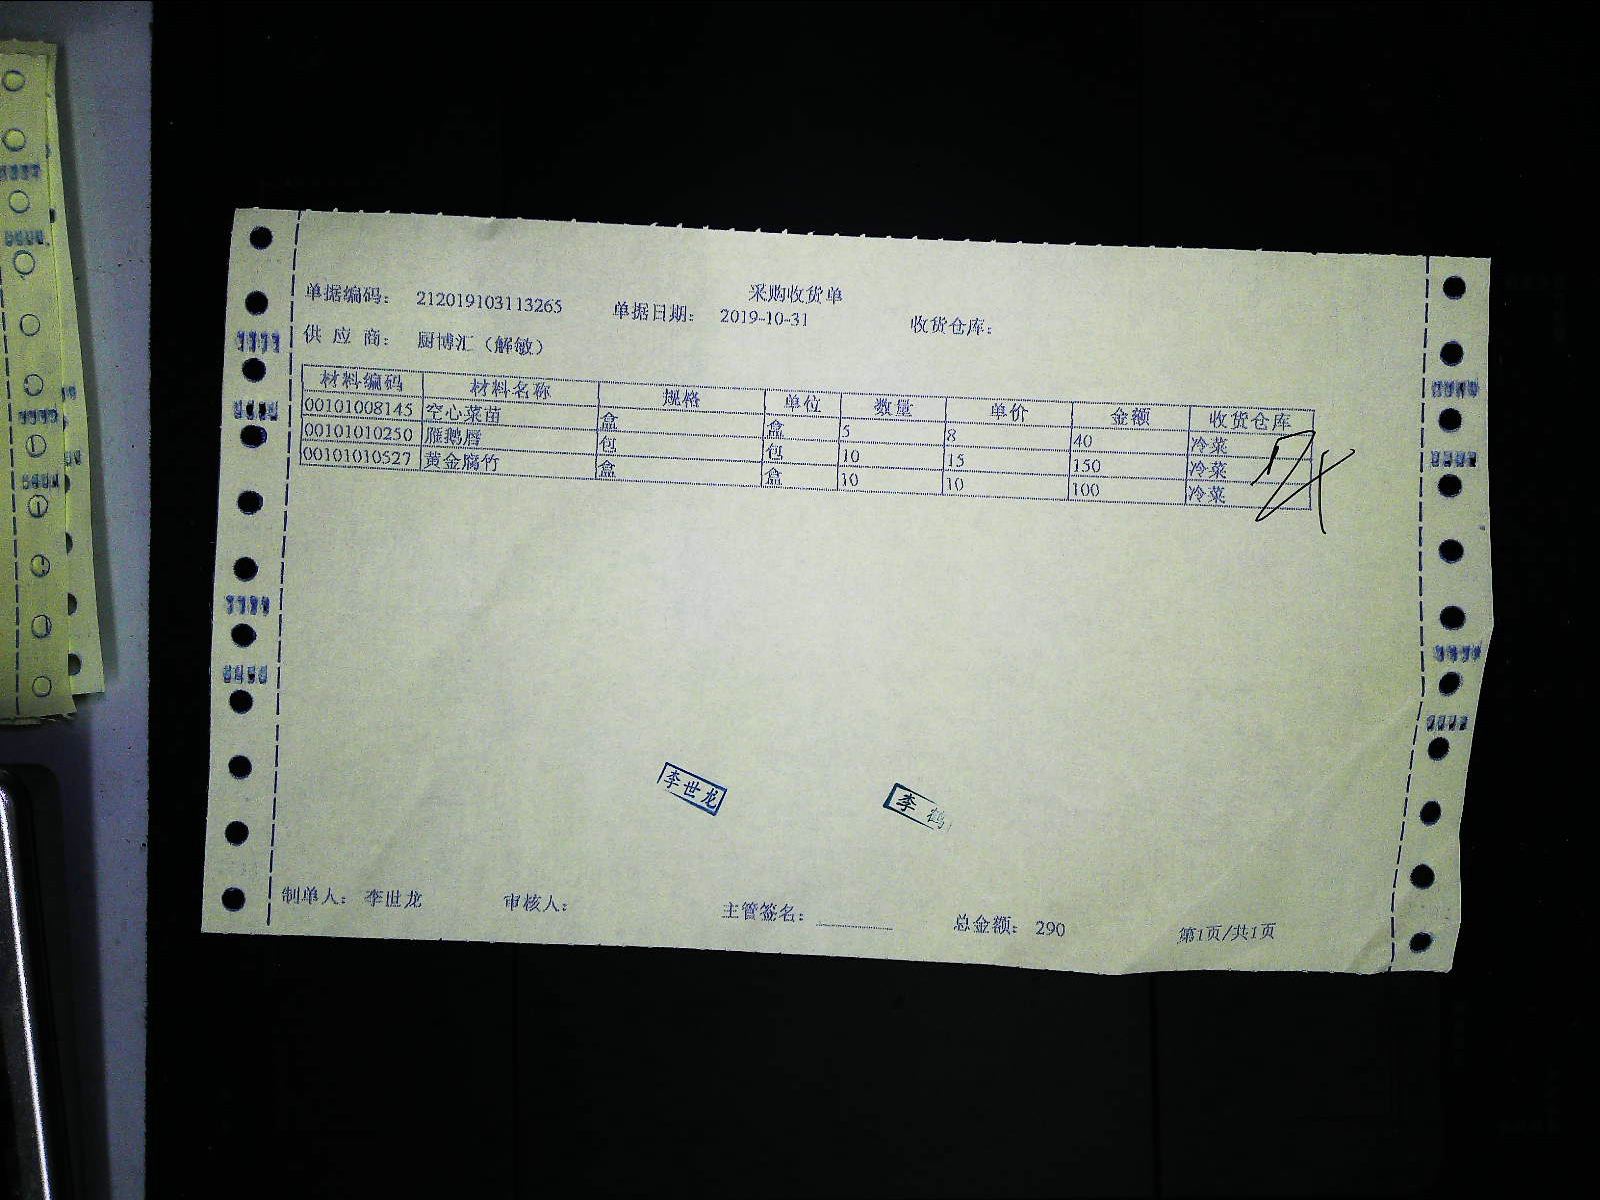 采购收货单
单据编码： 212019103113265 单据日期： 2019-10-31 收货仓库：
供 应 商： 厨博汇（解敏）
材料编码 材料名称 规格 单位 数量 单价 金额 收货仓库
00101008145 空心菜苗 盒 盒 5 8 40 冷菜
00101010250 雁鹅唇 包 包 10 15 150 冷菜
00101010527 黄金腐竹 盒 盒 10 10 100 冷菜
李世龙
李 鹤
制单人： 李世龙 审核人： 主管签名： 总金额： 290 第1页/共1页